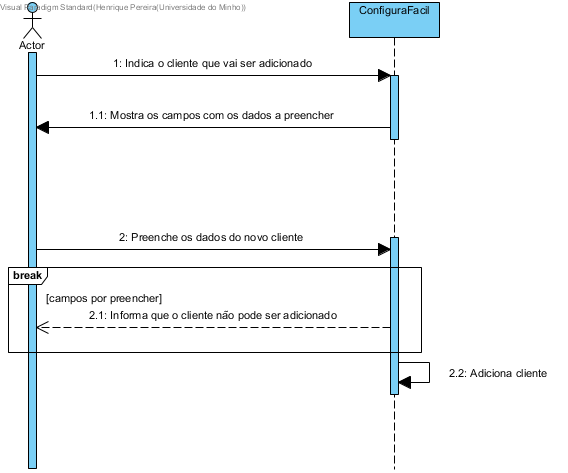 Visual Paradigm Standard(Henrique Pereira(Universidade do Minho))
ConfiguraFacil
Actor
1: Indica o cliente que vai ser adicionado
1.1: Mostra os campos com os dados a preencher
2: Preenche os dados do novo cliente
break
[campos por preencher]
2.1: Informa que o cliente não pode ser adicionado
2.2: Adiciona cliente